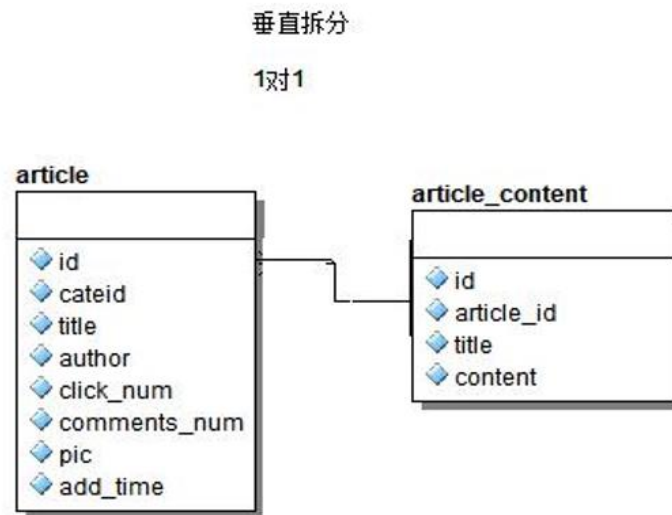 垂直拆分
1对1
article
id
cateid
title
author
click_num
comments_num
pic
add_time
article_content
id
article_id
title
content